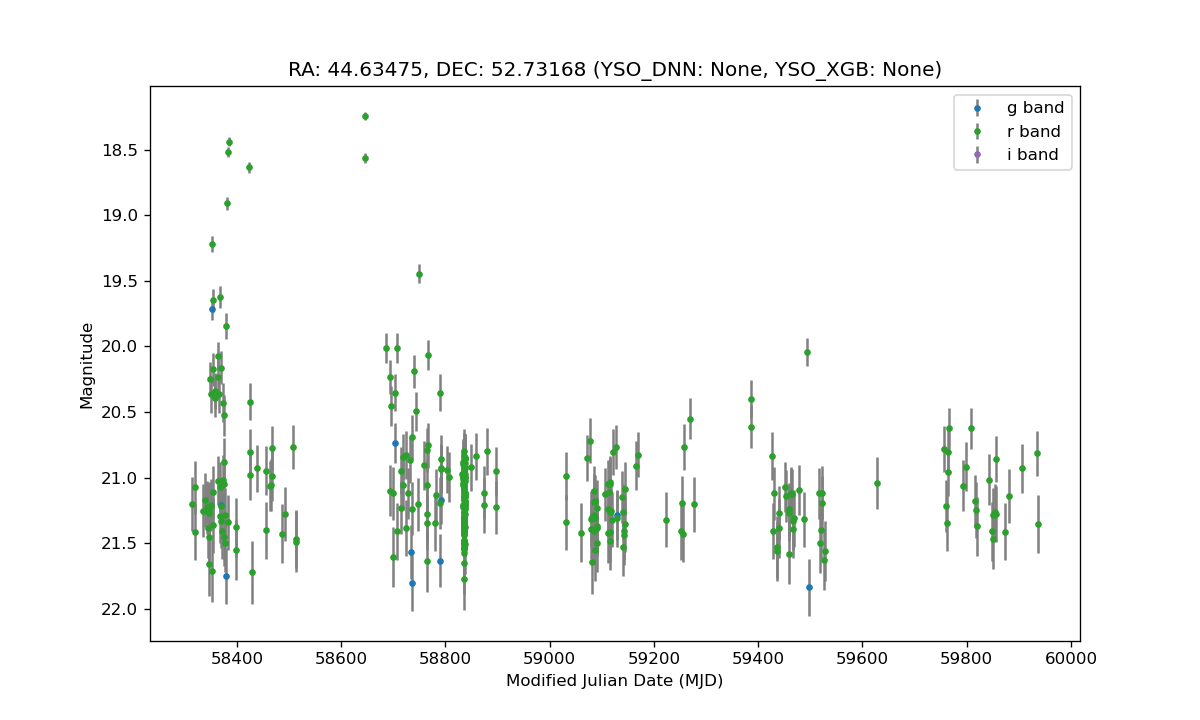 RA: 44.63475, DEC: 52.73168 (YSO_DNN: None, YSO_XGB: None)
g band
r band
i band
18.5
19.0
19.5
20.0
20.5
21.0
21.5
22.0
Magnitude
58400
58600
58800
59000
59200
59400
59600
59800
60000
Modified Julian Date (MJD)